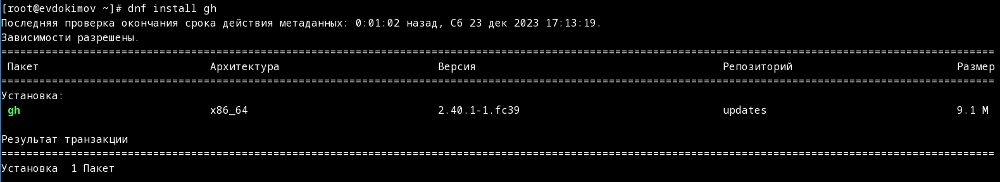 [root@evdokimov ~]# dnf install gh
Последняя проверка окончания срока действия метаданных: 0:01:02 назад, Сб 23 дек 2023 17:13:19.
Зависимости разрешены.
================================================================================
Пакет Архитектура Версия Репозиторий Размер
================================================================================
Установка:
gh x86_64 2.40.1-1.fc39 updates 9.1 M
Результат транзакции
================================================================================
Установка 1 Пакет